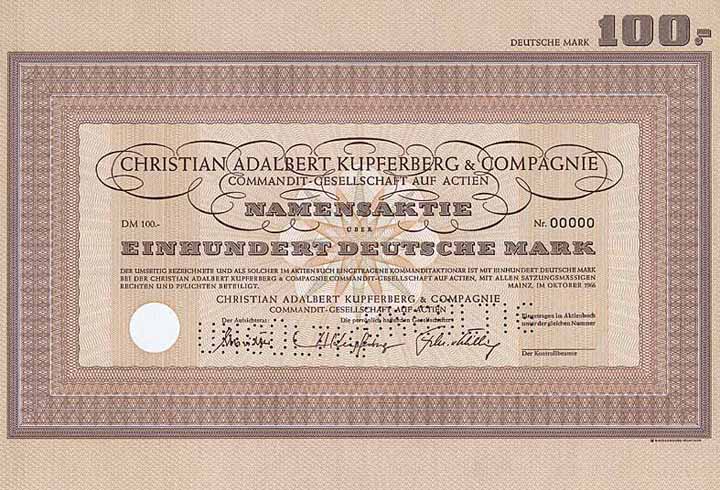 DEUTSCHE MARK 100.-
CHRISTIAN ADALBERT KUPFERBERG & COMPAGNIE
COMMANDIT-GESELLSCHAFT AUF ACTIEN
NAMENSAKTIE
DM 100.- ÜBER Nr. 00000
EINHUNDERT DEUTSCHE MARK
DER UMSEITIG BEZEICHNETE UND ALS SOLCHER IM AKTIENBUCH EINGETRAGENE KOMMANDITAKTIONÄR IST MIT EINHUNDERT DEUTSCHE MARK
BEI DER CHRISTIAN ADALBERT KUPFERBERG & COMPAGNIE COMMANDIT-GESELLSCHAFT AUF ACTIEN, MIT ALLEN SATZUNGSMÄSSIGEN
RECHTEN UND PFLICHTEN BETEILIGT. MAINZ, IM OKTOBER 1966
CHRISTIAN ADALBERT KUPFERBERG & COMPAGNIE
COMMANDIT-GESELLSCHAFT AUF ACTIEN
Der Aufsichtsrat: Die persönlich haftenden Gesellschafter:
Eingetragen im Aktienbuch
unter der gleichen Nummer
Der Kontrollbeamte